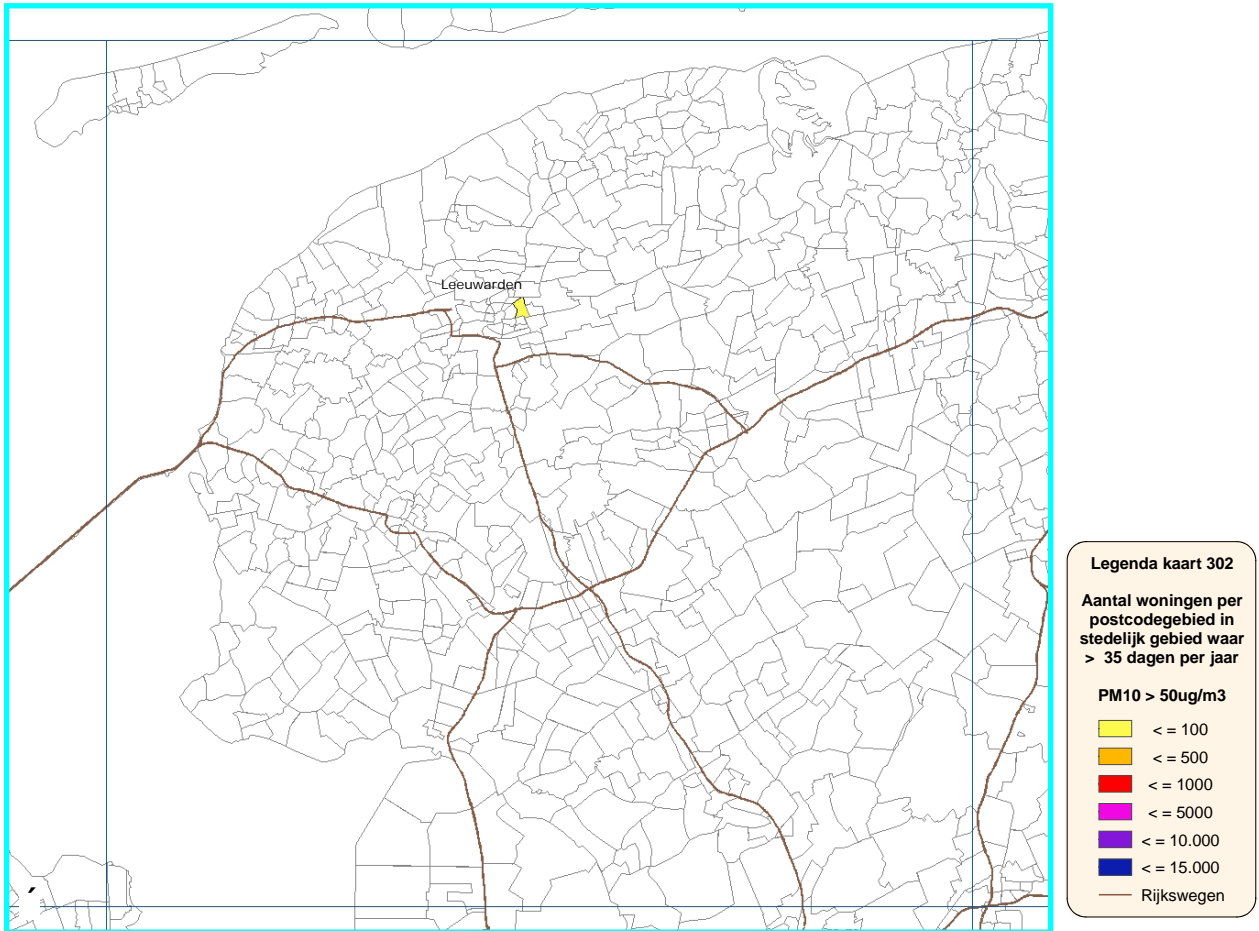 Leeuwarden
Legenda kaart 302
Aantal woningen per
postcodegebied in
stedelijk gebied waar
> 35 dagen per jaar
PM10 > 50ug/m3
< = 100
< = 500
< = 1000
< = 5000
< = 10.000
< = 15.000
Rijkswegen